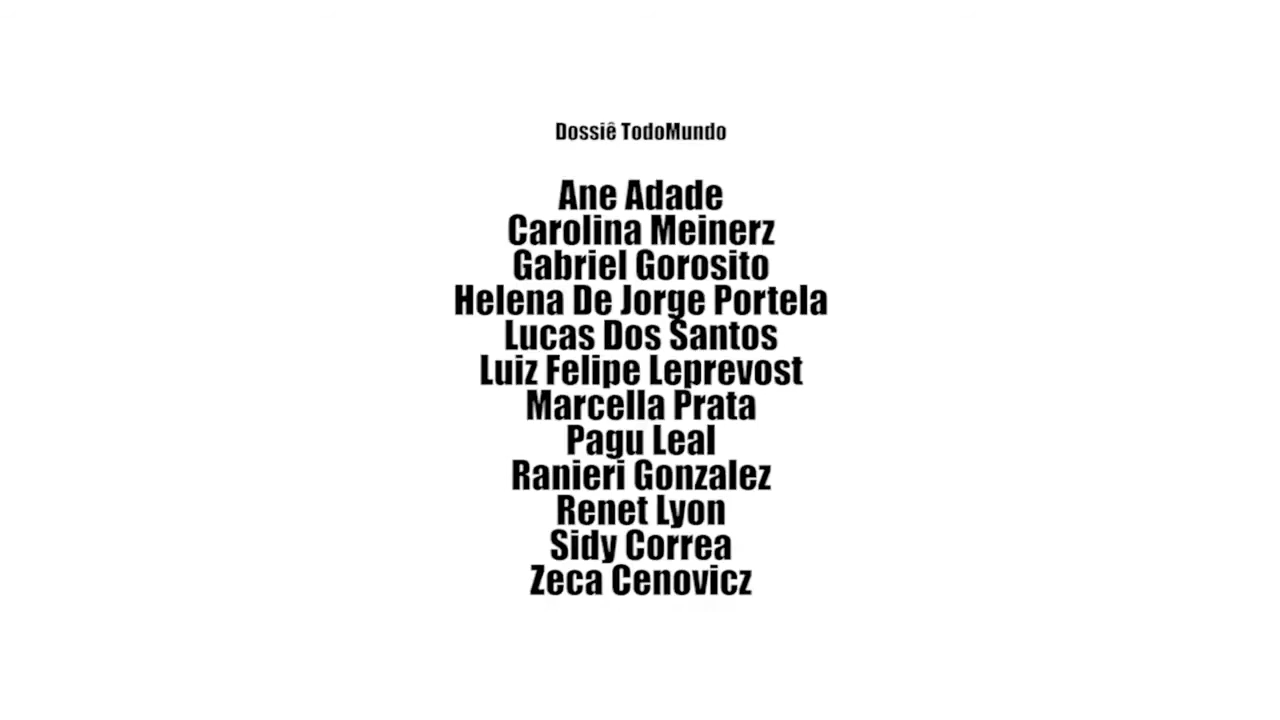 Dossiê TodoMundo
Ane Adade
Carolina Meinerz
Gabriel Gorosito
Helena De Jorge Portela
Lucas Dos Santos
Luiz Felipe Leprevost
Marcella Prata
Pagu Leal
Ranieri Gonzalez
Renet Lyon
Sidy Correa
Zeca Cenovicz